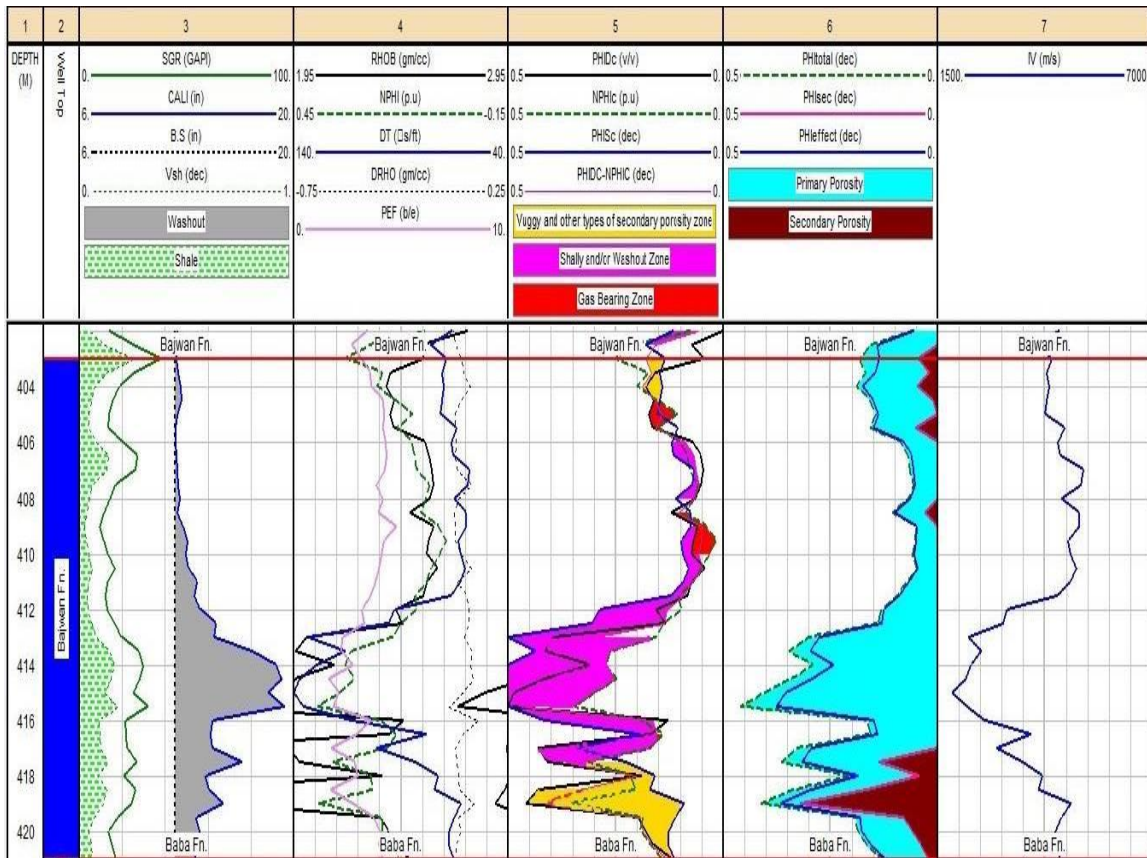 1 2 3 4 5 6 7
DEPTH
(M)
Well Top
SGR (GAPI)
0. 100.
CALI (in)
6. 20.
B.S (in)
6. 20.
Vsh (dec)
0. 1.
Washout
Shale
RHOB (gm/cc)
1.95 2.95
NPHI (p.u)
0.45 -0.15
DT (□s/ft)
140. 40.
DRHO (gm/cc)
-0.75 0.25
PEF (b/e)
0. 10.
PHIDc (v/v)
0.5 0.
NPHIc (p.u)
0.5 0.
PHISc (dec)
0.5 0.
PHIDC-NPHIC (dec)
0.5 0.
Vuggy and other types of secondary porosity zone
Shally and/or Washout Zone
Gas Bearing Zone
PHItotal (dec)
0.5 0.
PHIsec (dec)
0.5 0.
PHIeffect (dec)
0.5 0.
Primary Porosity
Secondary Porosity
IV (m/s)
1500. 7000.
Bajwan Fn. Bajwan Fn. Bajwan Fn. Bajwan Fn. Bajwan Fn.
404
406
408
410
412
414
416
418
420
Bajwan Fn.
Baba Fn. Baba Fn. Baba Fn. Baba Fn. Baba Fn.